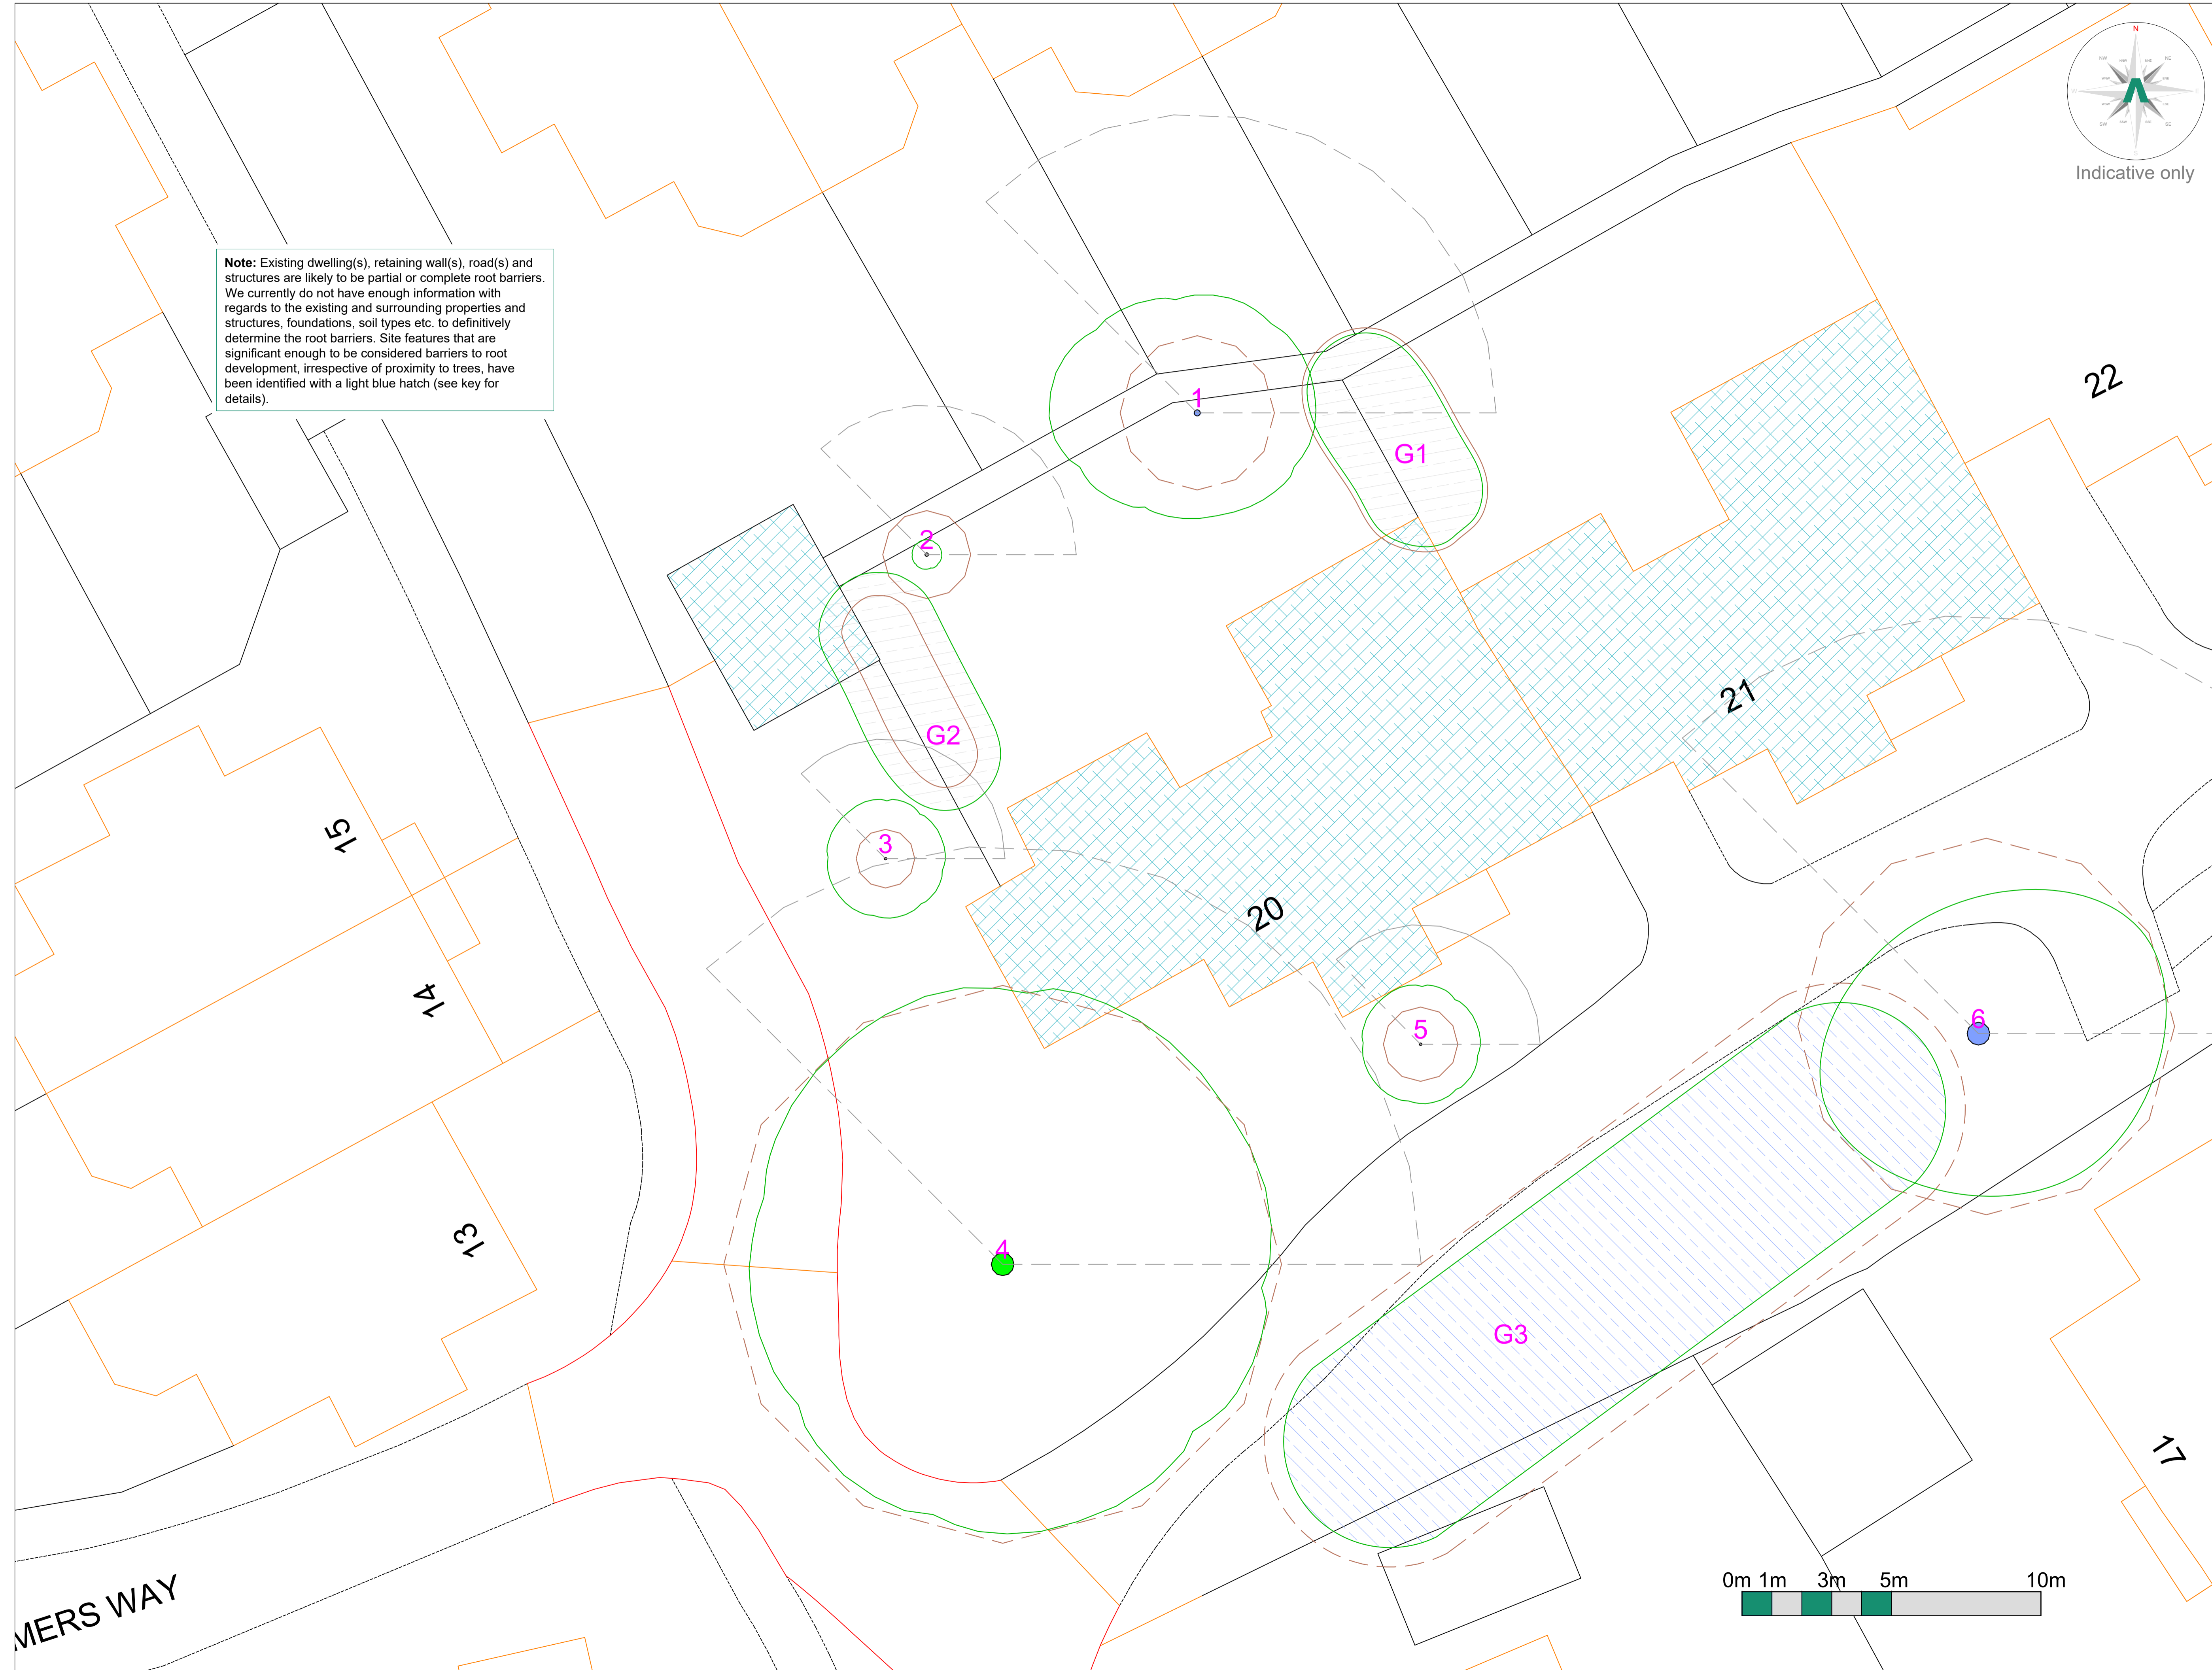 N
NW
NE
SW
SE
S
Indicative only
Note: Existing dwelling(s), retaining wall(s), road(s) and
structures are likely to be partial or complete root barriers.
We currently do not have enough information with
regards to the existing and surrounding properties and
structures, foundations, soil types etc. to definitively
determine the root barriers. Site features that are
significant enough to be considered barriers to root
development, irrespective of proximity to trees, have
been identified with a light blue hatch (see key for
details).
22
1
G1
2
21
G2
15
3
20
14
5
6
13
4
G3
17
0m 1m 3m 5m 10m
MERS WAY